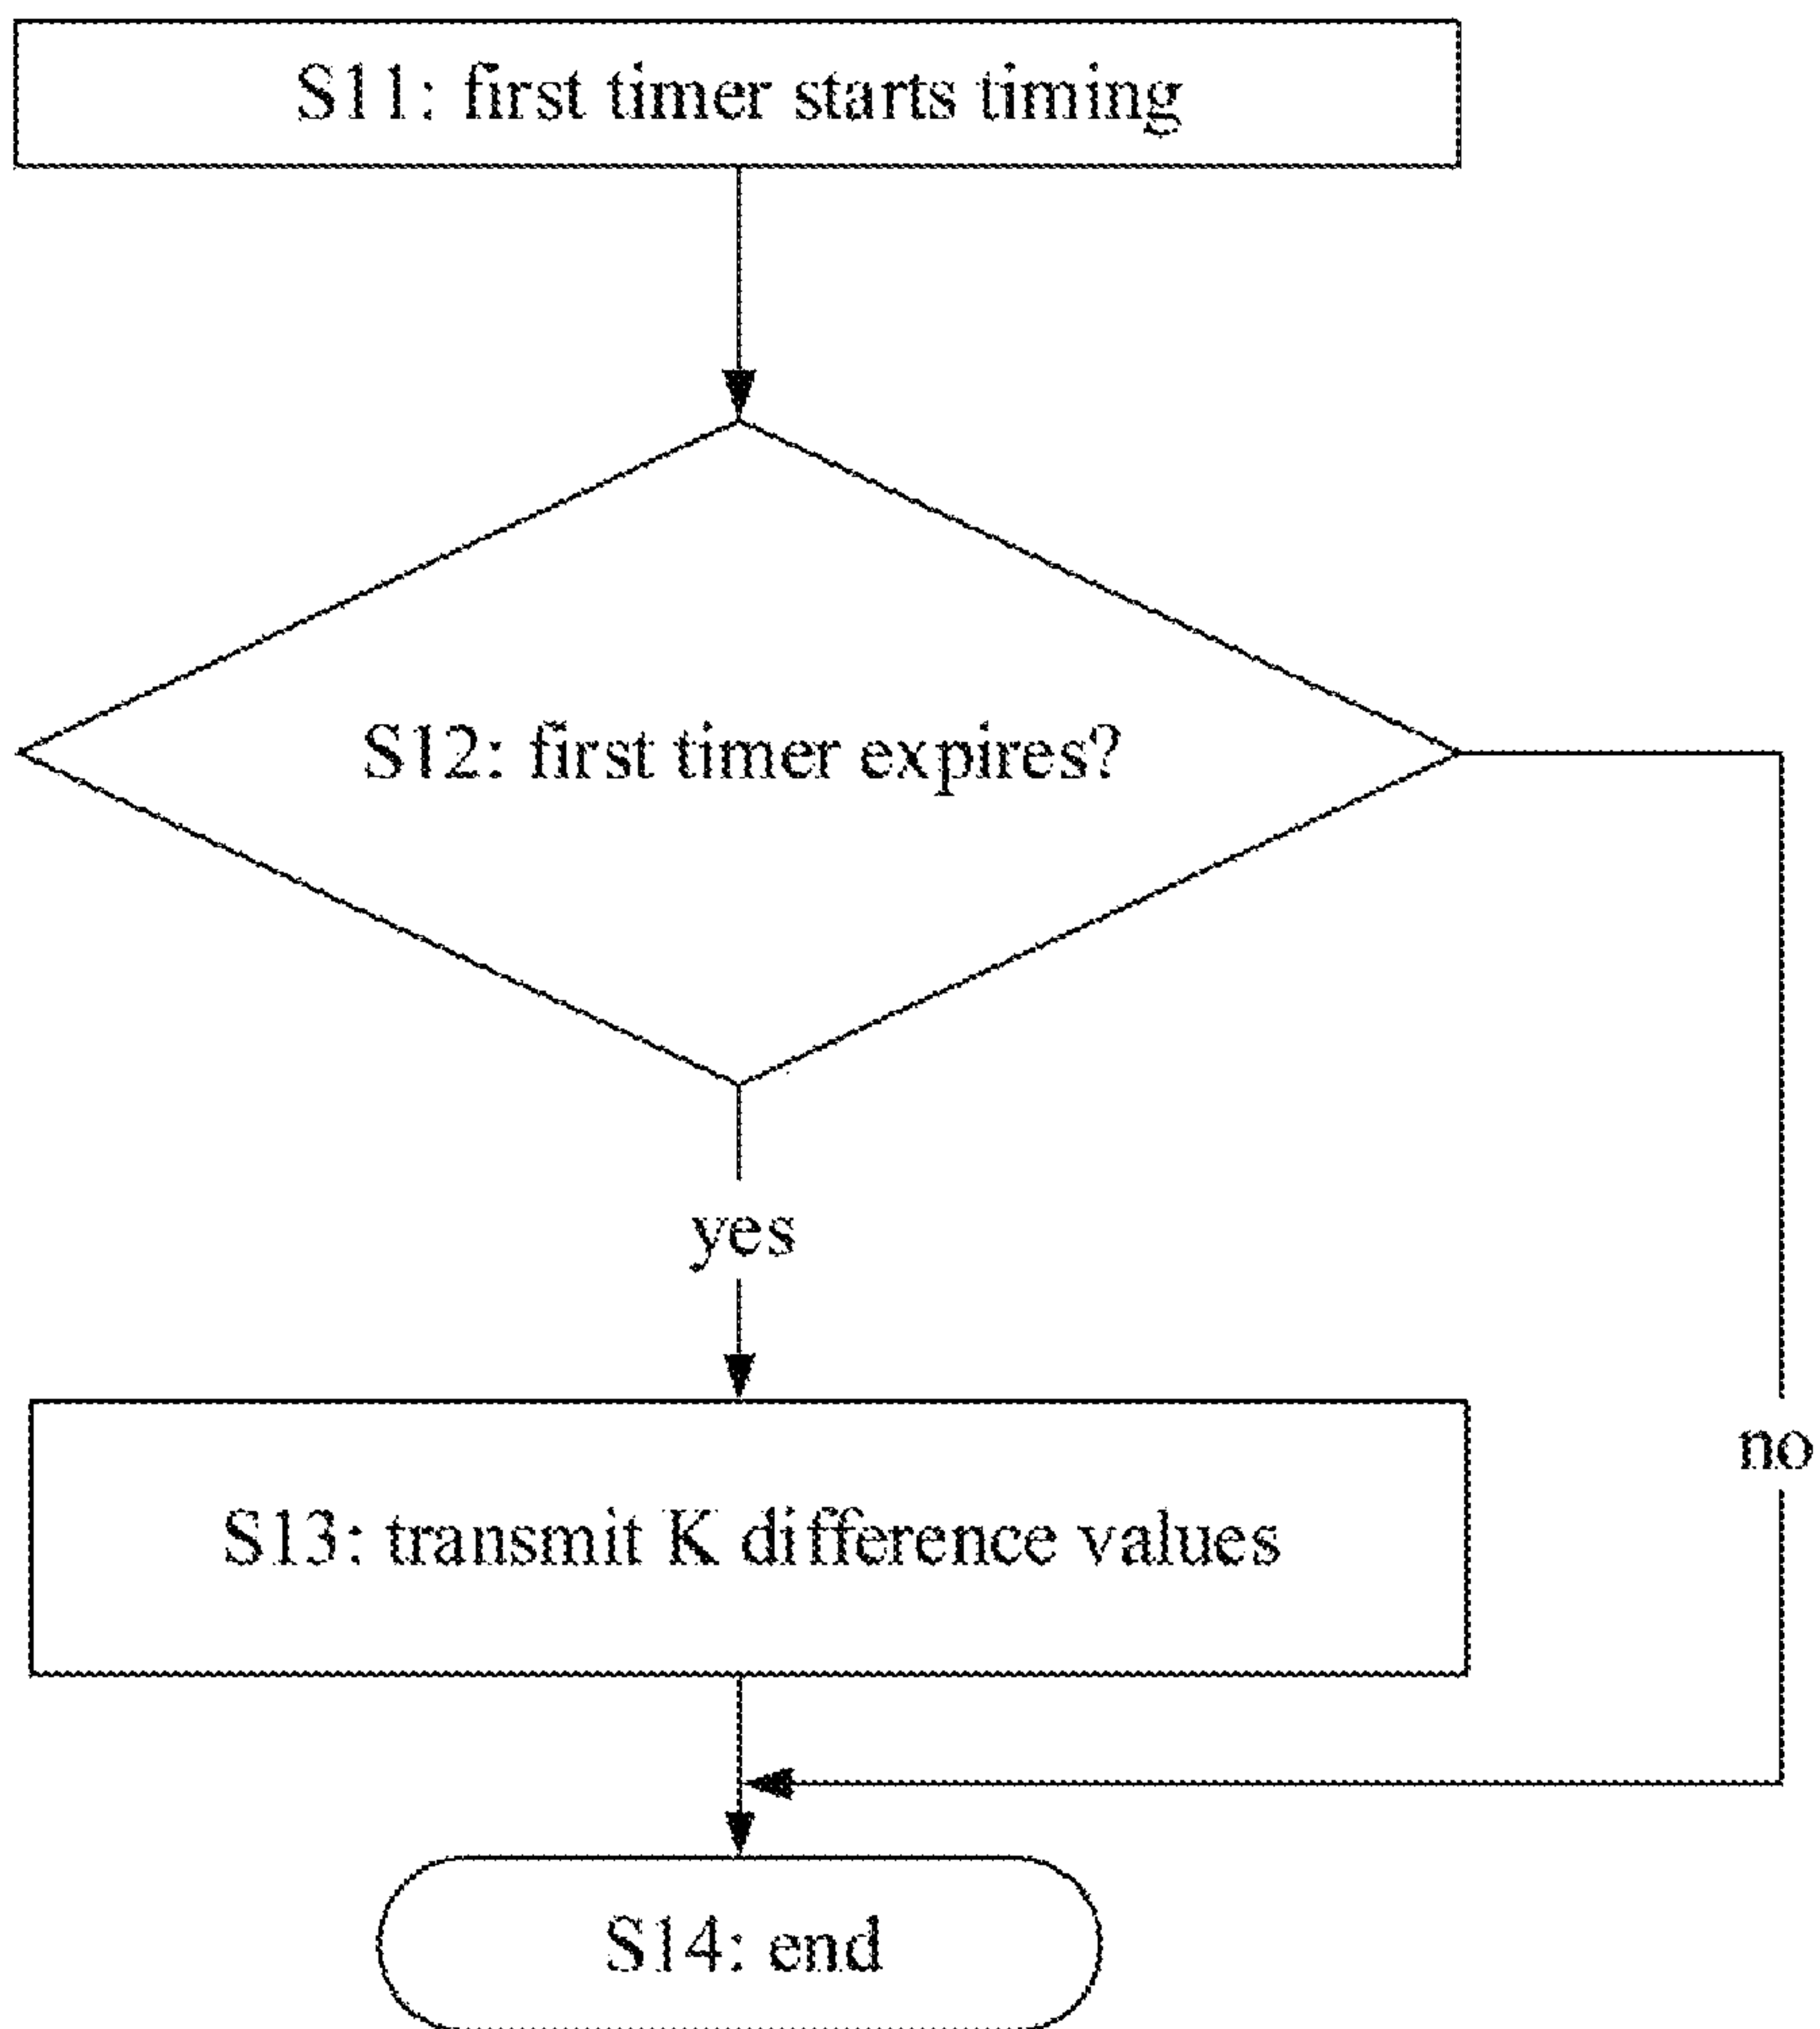 S11: first timer starts timing
S12: first timer expires?
yes
no
S13: transmit K difference values
S14: end